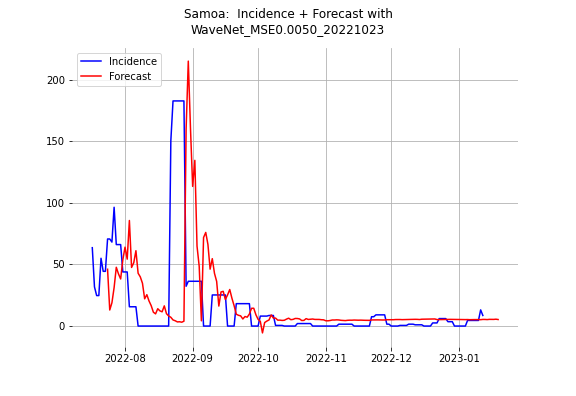 Samoa:  Incidence + Forecast with
WaveNet_MSE0.0050_20221023
Incidence
Forecast
200
150
100
50
0
2022-08
2022-09
2022-10
2022-11
2022-12
2023-01